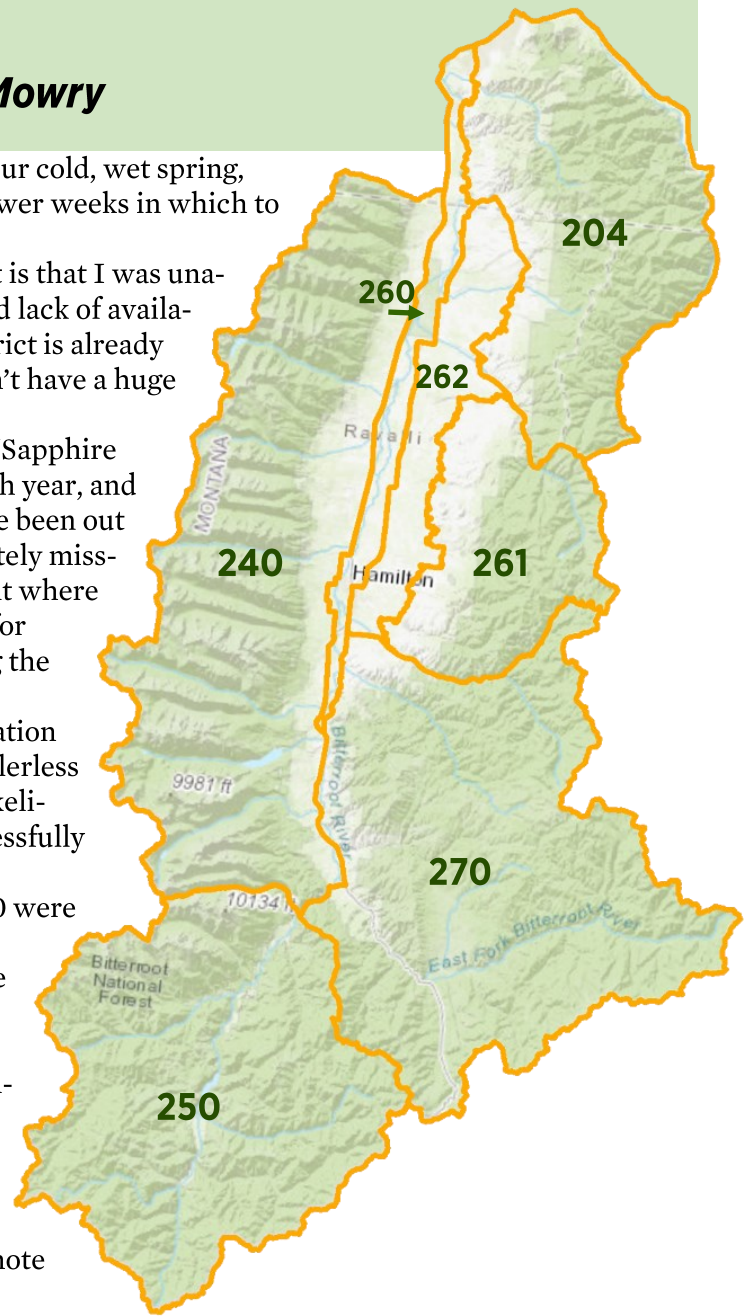 Mowry
ur cold, wet spring,
wer weeks in which to
t is that I was una-
d lack of availa-
rict is already
't have a huge
Sapphire
h year, and
e been out
tely miss-
t where
for
g the
ation
lerless
keli-
essfully
0 were
e
-
note
204
260
262
Ravalli
MONTANA
240
Hamilton
261
9981 ft
Bitterroot River
270
10134 ft
East Fork Bitterroot River
Bitterroot
National
Forest
250